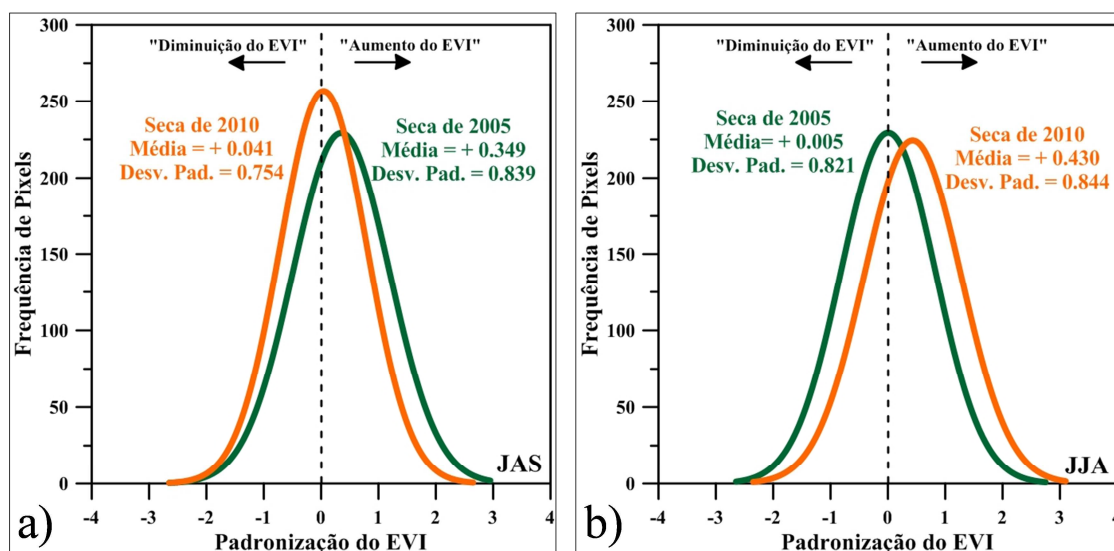 "Diminuição do EVI" "Aumento do EVI"
Seca de 2010
Média = + 0.041
Desv. Pad. = 0.754
Seca de 2005
Média = + 0.349
Desv. Pad. = 0.839
Frequência de Pixels
300
250
200
150
100
50
0
-4 -3 -2 -1 0 1 2 3 4
JAS
Padronização do EVI
a)
"Diminuição do EVI" "Aumento do EVI"
Seca de 2005
Média= + 0.005
Desv. Pad. = 0.821
Seca de 2010
Média = + 0.430
Desv. Pad. = 0.844
Frequência de Pixels
300
250
200
150
100
50
0
-4 -3 -2 -1 0 1 2 3 4
JJA
Padronização do EVI
b)